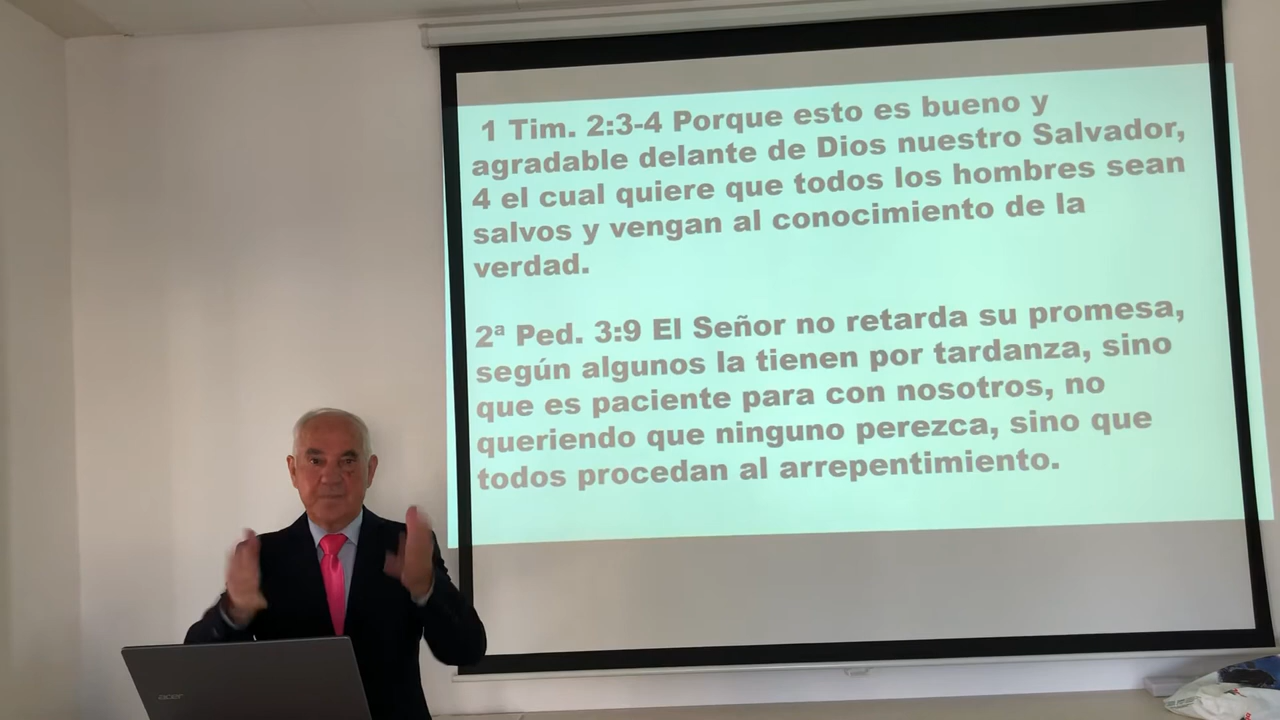 1 Tim. 2:3-4 Porque esto es bueno y
agradable delante de Dios nuestro Salvador,
4 el cual quiere que todos los hombres sean
salvos y vengan al conocimiento de la
verdad.
2ª Ped. 3:9 El Señor no retarda su promesa,
según algunos la tienen por tardanza, sino
que es paciente para con nosotros, no
queriendo que ninguno perezca, sino que
todos procedan al arrepentimiento.
acer